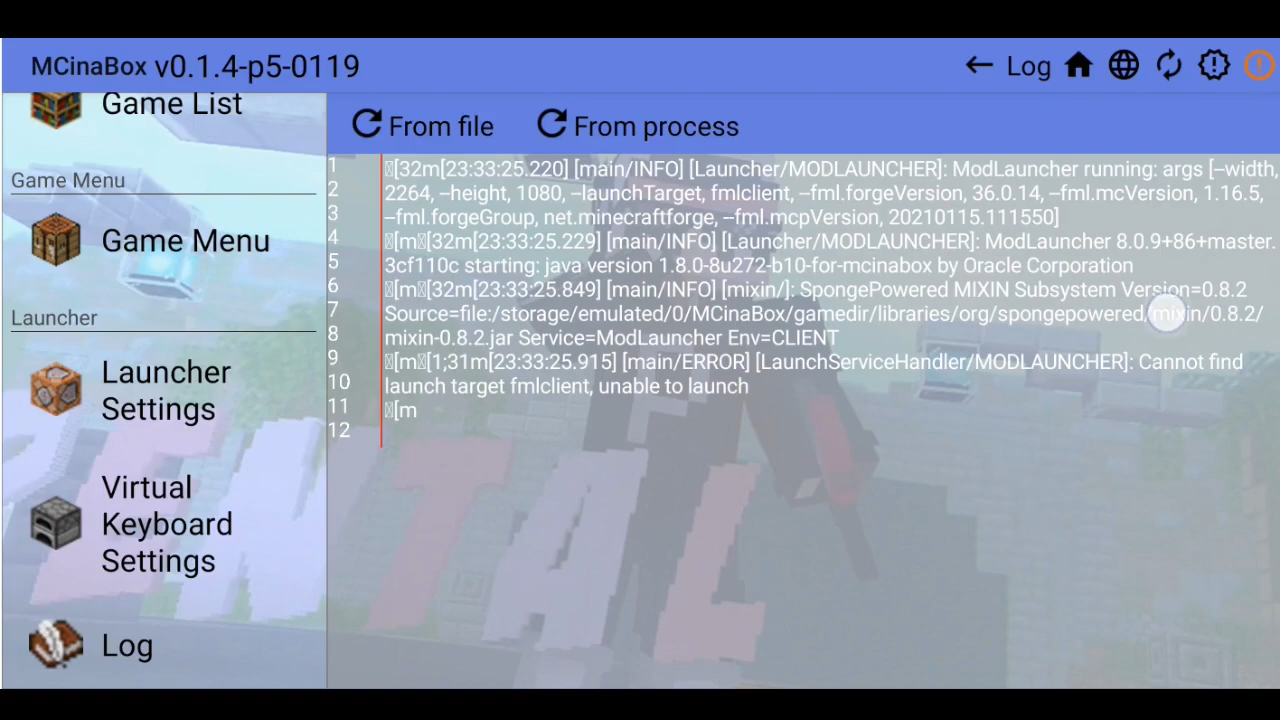 MCinaBox v0.1.4-p5-0119
Log
Game List
Game Menu
Game Menu
Launcher
Launcher
Settings
Virtual
Keyboard
Settings
Log
From file
From process
1
2
3
4
5
6
7
8
9
10
11
12
[32m[23:33:25.220] [main/INFO] [Launcher/MODLAUNCHER]: ModLauncher running: args [--width,
2264, --height, 1080, --launchTarget, fmlclient, --fml.forgeVersion, 36.0.14, --fml.mcVersion, 1.16.5,
--fml.forgeGroup, net.minecraftforge, --fml.mcpVersion, 20210115.111550]
[m[32m[23:33:25.229] [main/INFO] [Launcher/MODLAUNCHER]: ModLauncher 8.0.9+86+master.
3cf110c starting: java version 1.8.0-8u272-b10-for-mcinabox by Oracle Corporation
[m[32m[23:33:25.849] [main/INFO] [mixin/]: SpongePowered MIXIN Subsystem Version=0.8.2
Source=file:/storage/emulated/0/MCinaBox/gamedir/libraries/org/spongepowered/mixin/0.8.2/
mixin-0.8.2.jar Service=ModLauncher Env=CLIENT
[m[1;31m[23:33:25.915] [main/ERROR] [LaunchServiceHandler/MODLAUNCHER]: Cannot find
launch target fmlclient, unable to launch
[m